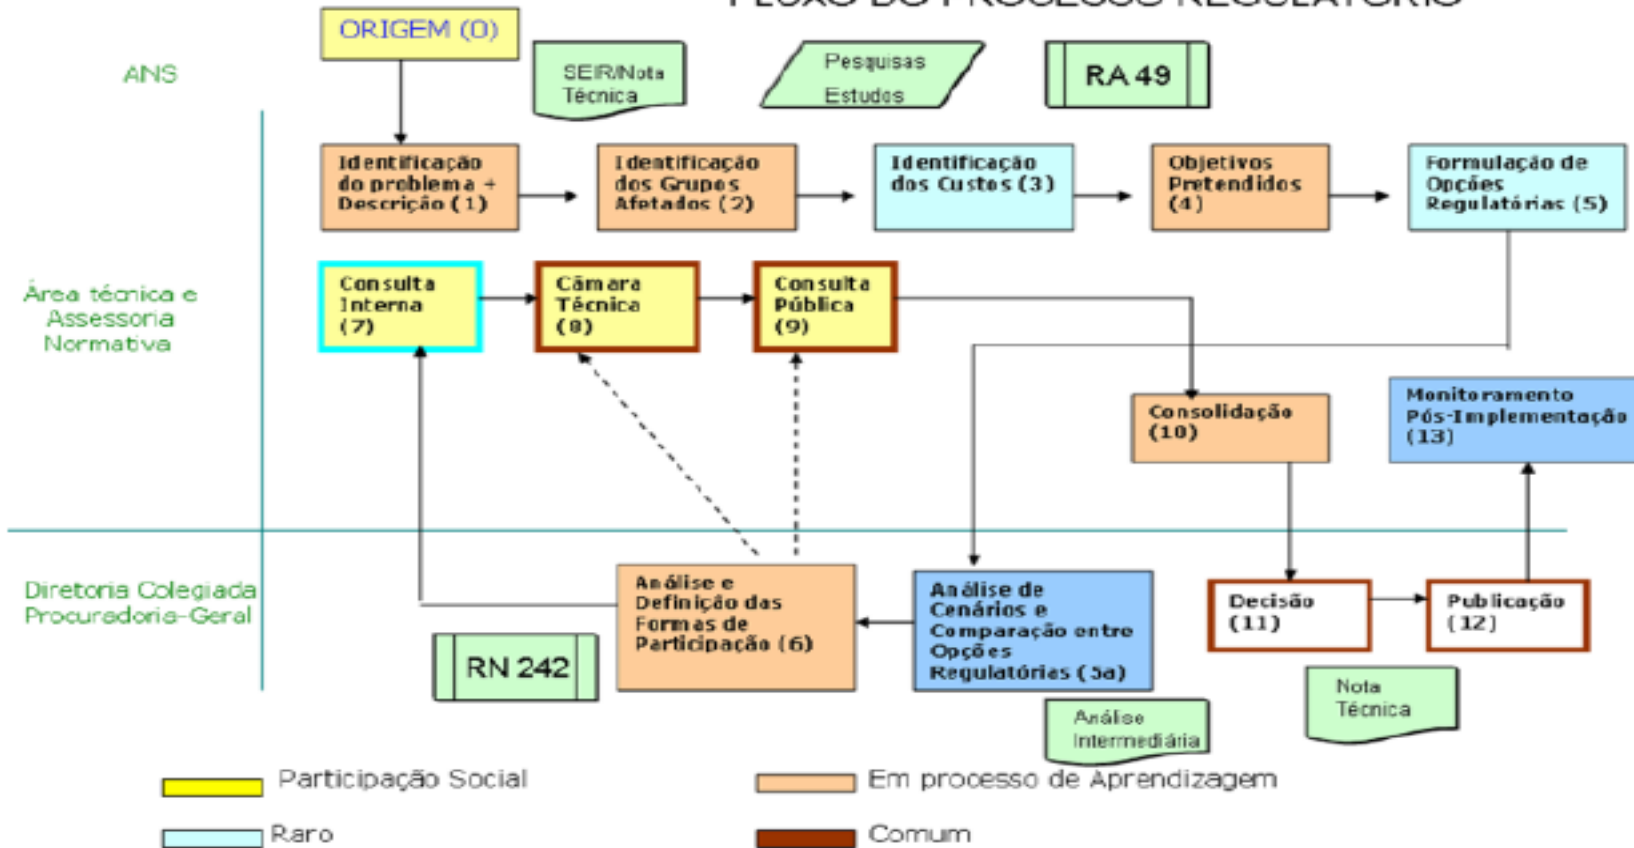 FLUXO DO PROCESSO REGULATÓRIO
ORIGEM (0)
ANS
SEIR/Nota
Técnica
Pesquisas
Estudos
RA 49
Identificação
do problema +
Descrição (1)
Identificação
dos Grupos
Afetados (2)
Identificação
dos Custos (3)
Objetivos
Pretendidos
(4)
Formulação de
Opções
Regulatórias (5)
Área técnica e
Assessoria
Normativa
Consulta
Interna
(7)
Câmara
Técnica
(8)
Consulta
Pública
(9)
Consolidação
(10)
Monitoramento
Pós-Implementação
(13)
Diretoria Colegiada
Procuradoria-Geral
Análise e
Definição das
Formas de
Participação (6)
Análise de
Cenários e
Comparação entre
Opções
Regulatórias (5a)
Decisão
(11)
Publicação
(12)
RN 242
Análise
Intermediária
Nota
Técnica
Participação Social
Em processo de Aprendizagem
Raro
Comum